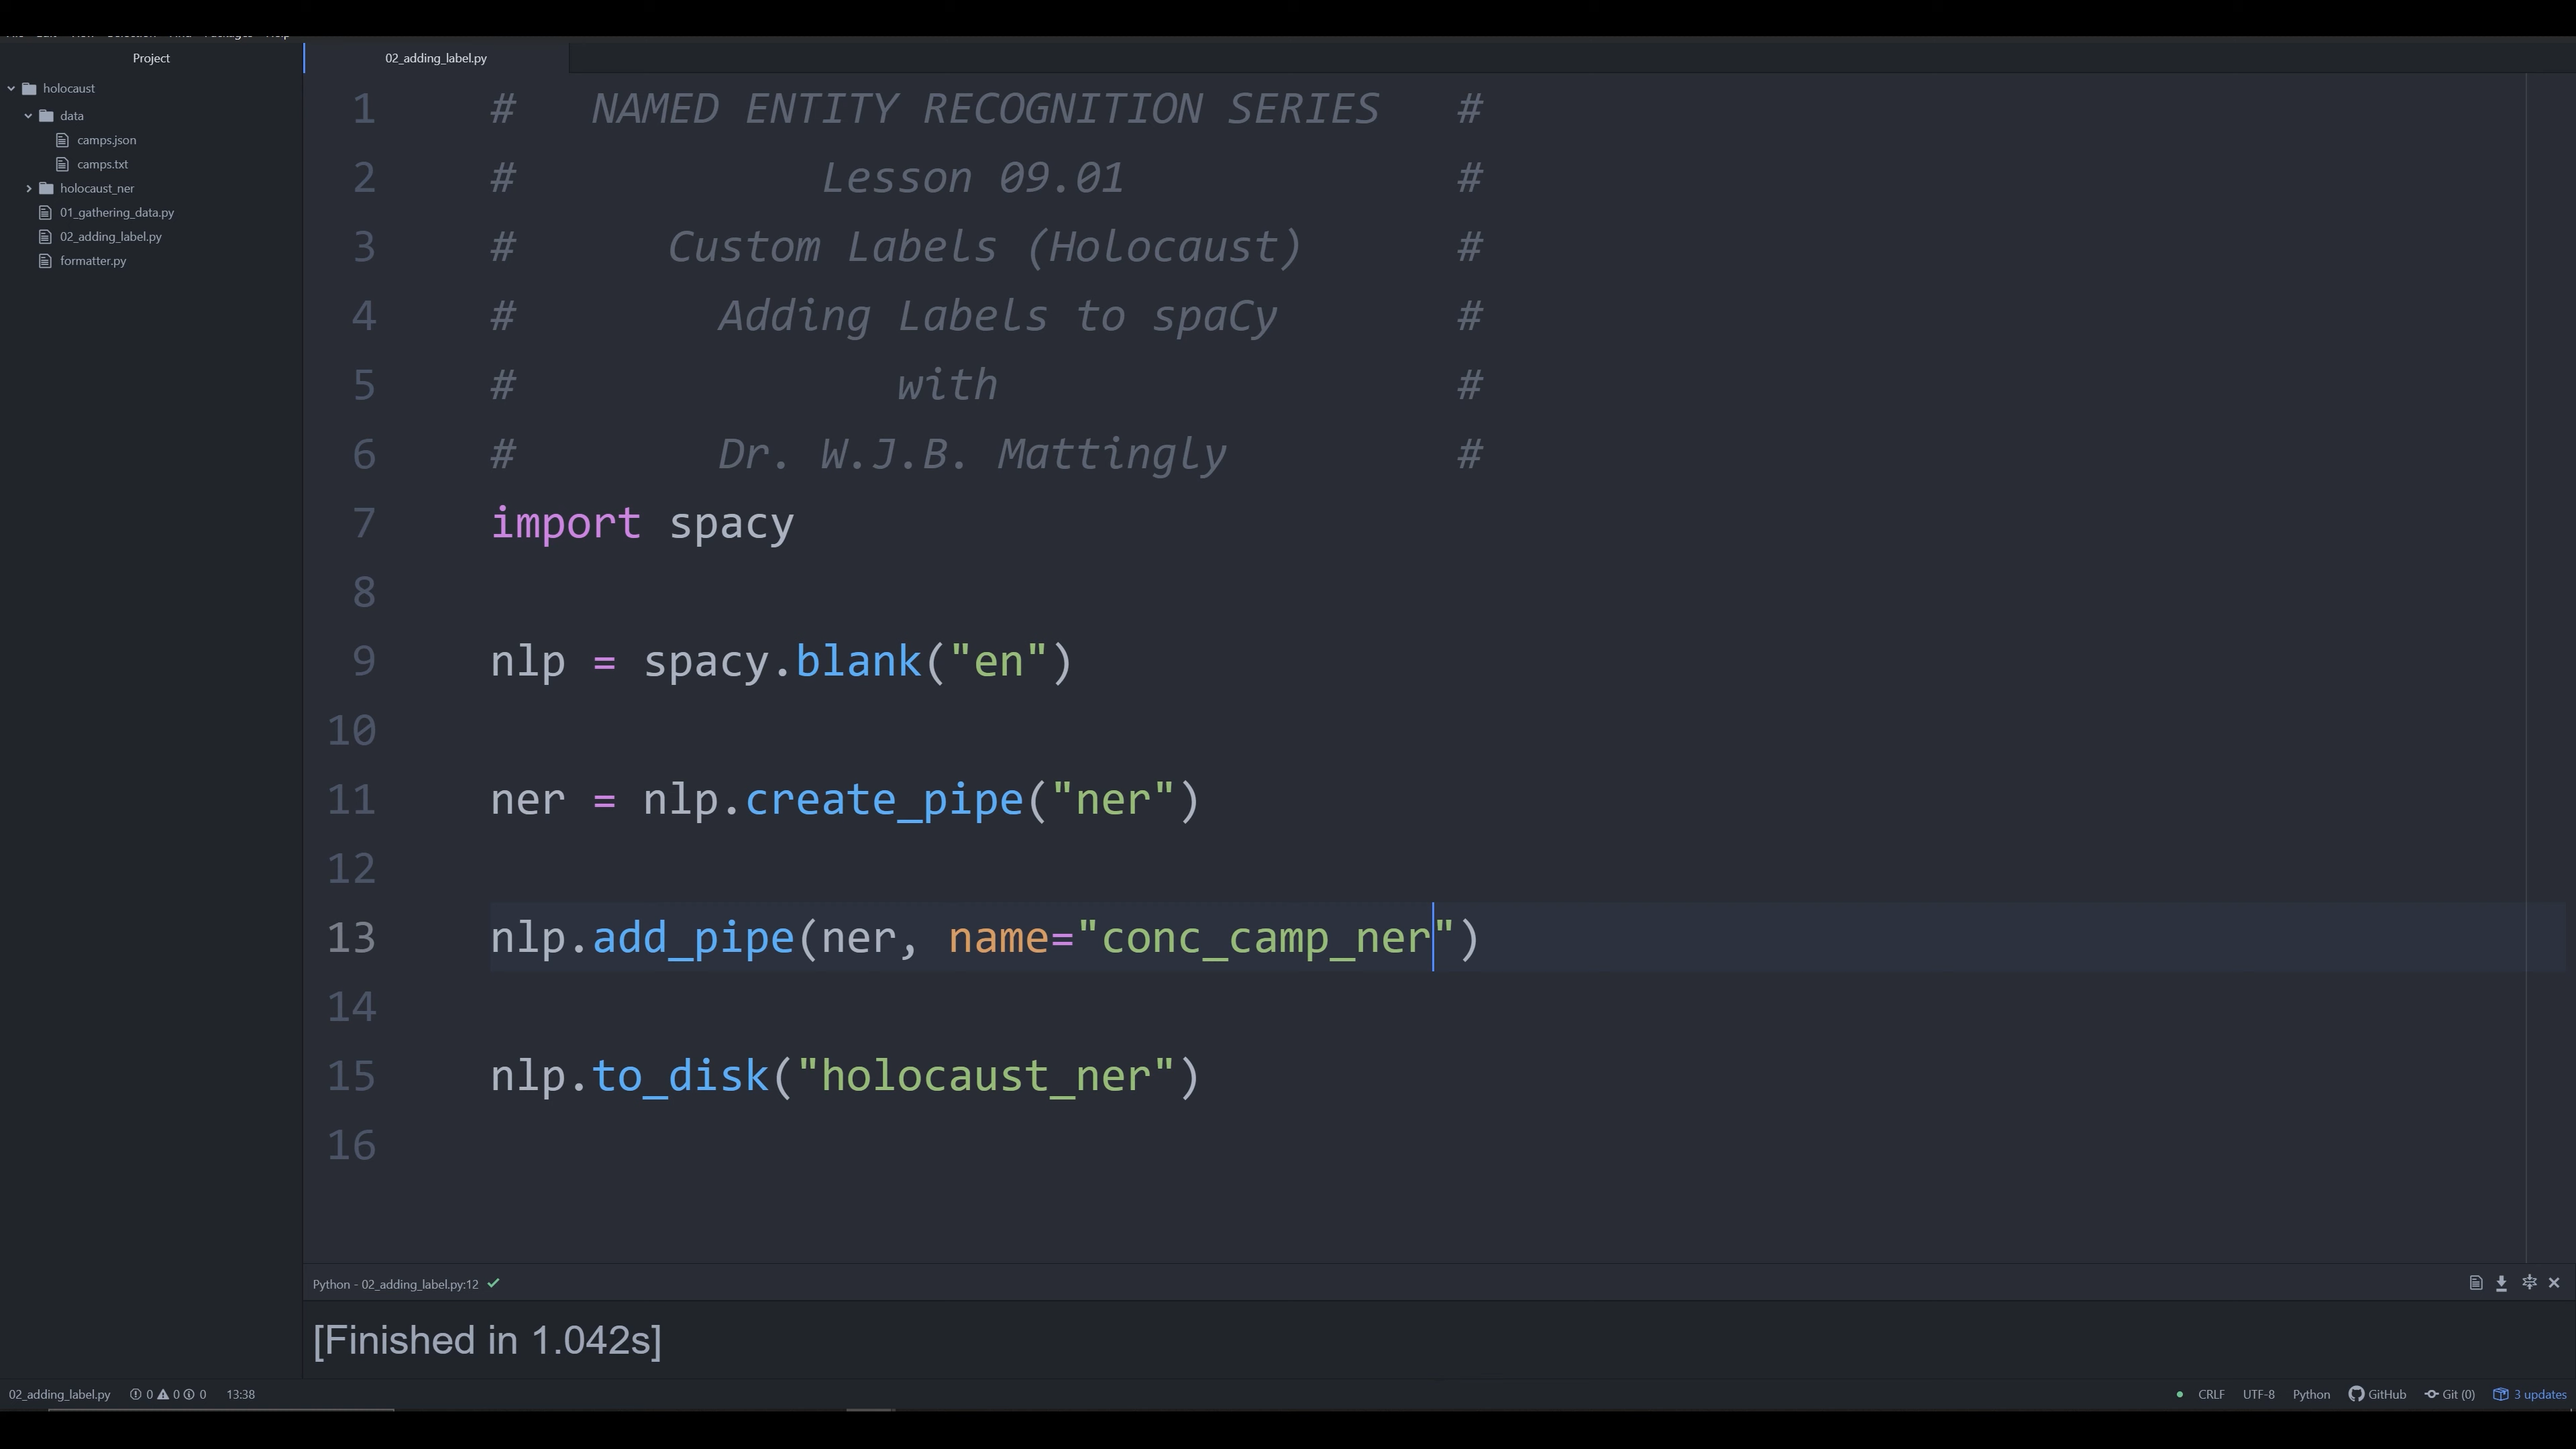 Project
02_adding_label.py
holocaust
data
camps.json
camps.txt
holocaust_ner
01_gathering_data.py
02_adding_label.py
formatter.py
1 # NAMED ENTITY RECOGNITION SERIES #
2 # Lesson 09.01 #
3 # Custom Labels (Holocaust) #
4 # Adding Labels to spaCy #
5 # with #
6 # Dr. W.J.B. Mattingly #
7 import spacy
8
9 nlp = spacy.blank("en")
10
11 ner = nlp.create_pipe("ner")
12
13 nlp.add_pipe(ner, name="conc_camp_ner")
14
15 nlp.to_disk("holocaust_ner")
16
Python - 02_adding_label.py:12
[Finished in 1.042s]
02_adding_label.py 0 0 0 13:38 CRLF UTF-8 Python GitHub Git (0) 3 updates